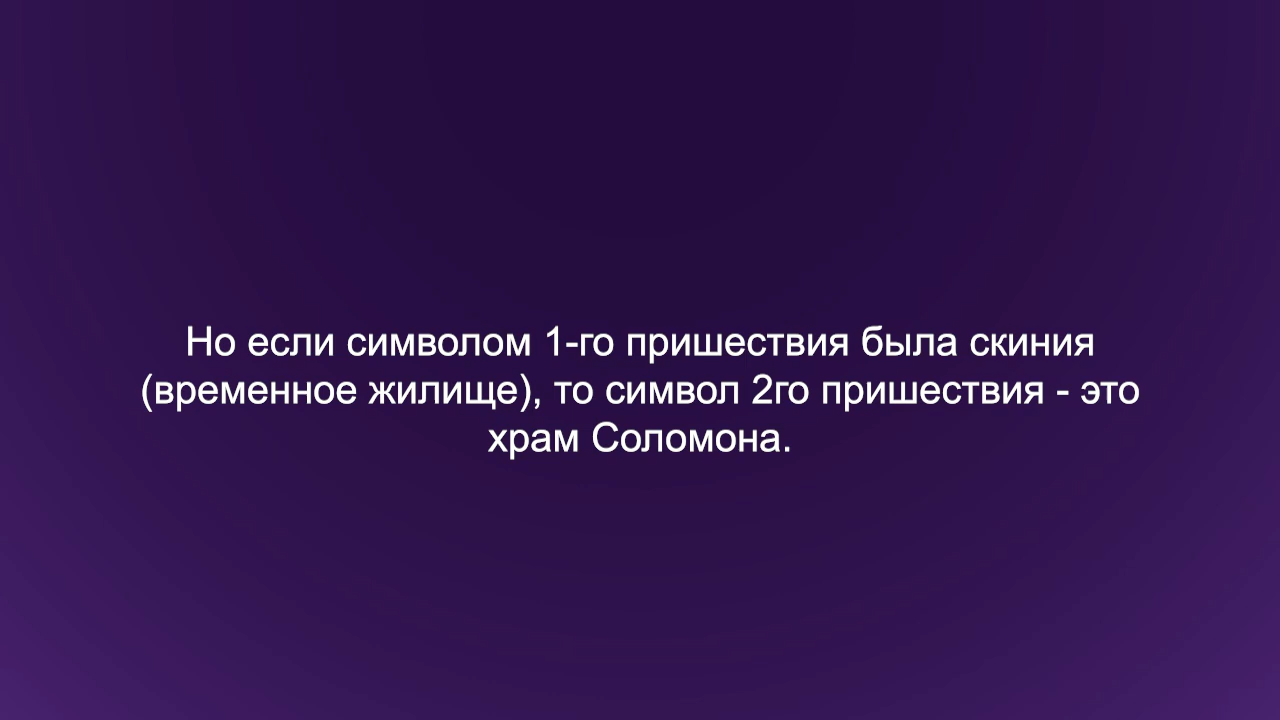 Но если символом 1-го пришествия была скиния
(временное жилище), то символ 2го пришествия - это
храм Соломона.